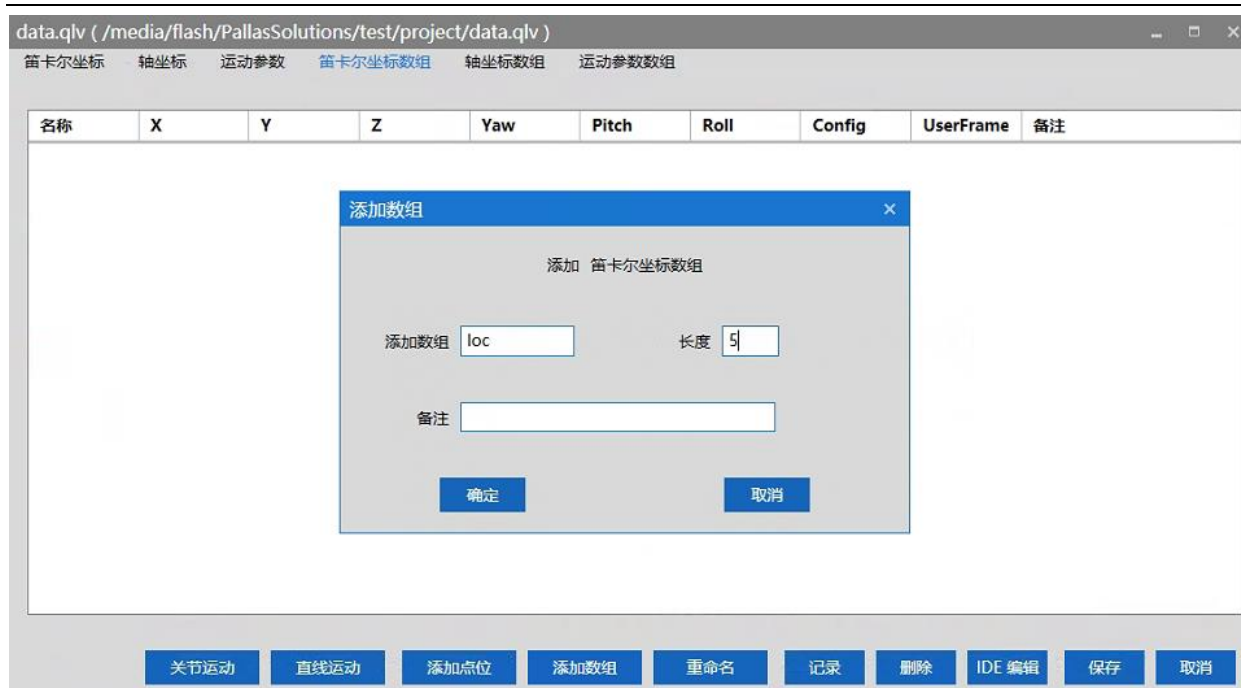 data.qlv ( /media/flash/PallasSolutions/test/project/data.qlv )
笛卡尔坐标 轴坐标 运动参数 笛卡尔坐标数组 轴坐标数组 运动参数数组
名称 X Y Z Yaw Pitch Roll Config UserFrame 备注
添加数组
添加 笛卡尔坐标数组
添加数组 loc 长度 5
备注
确定 取消
关节运动 直线运动 添加点位 添加数组 重命名 记录 删除 IDE 编辑 保存 取消